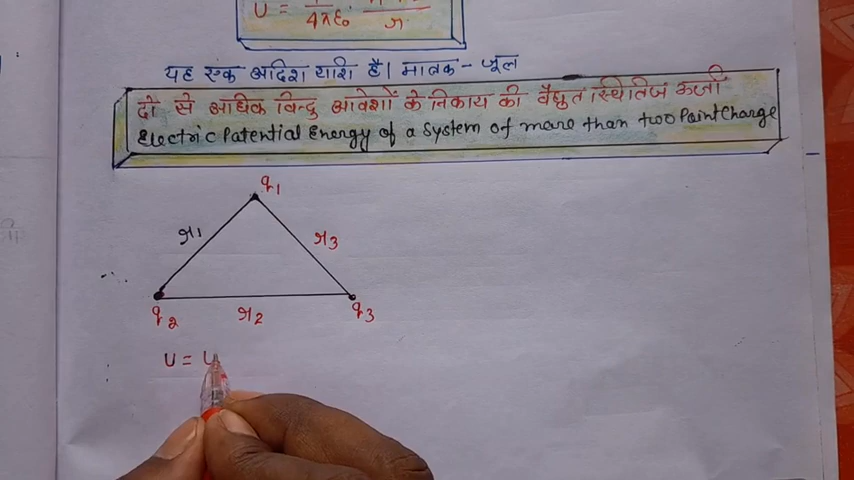 U = 1/4πε₀ .
यह एक अदिश राशि है। मात्रक - जूल
दो से अधिक विन्दु आवेशों के निकाय की वैद्युत स्थितिज ऊर्जा
Electric Potential Energy of a System of more than two Point Charge
q₁
r₁ r₃
q₂ r₂ q₃
U = U